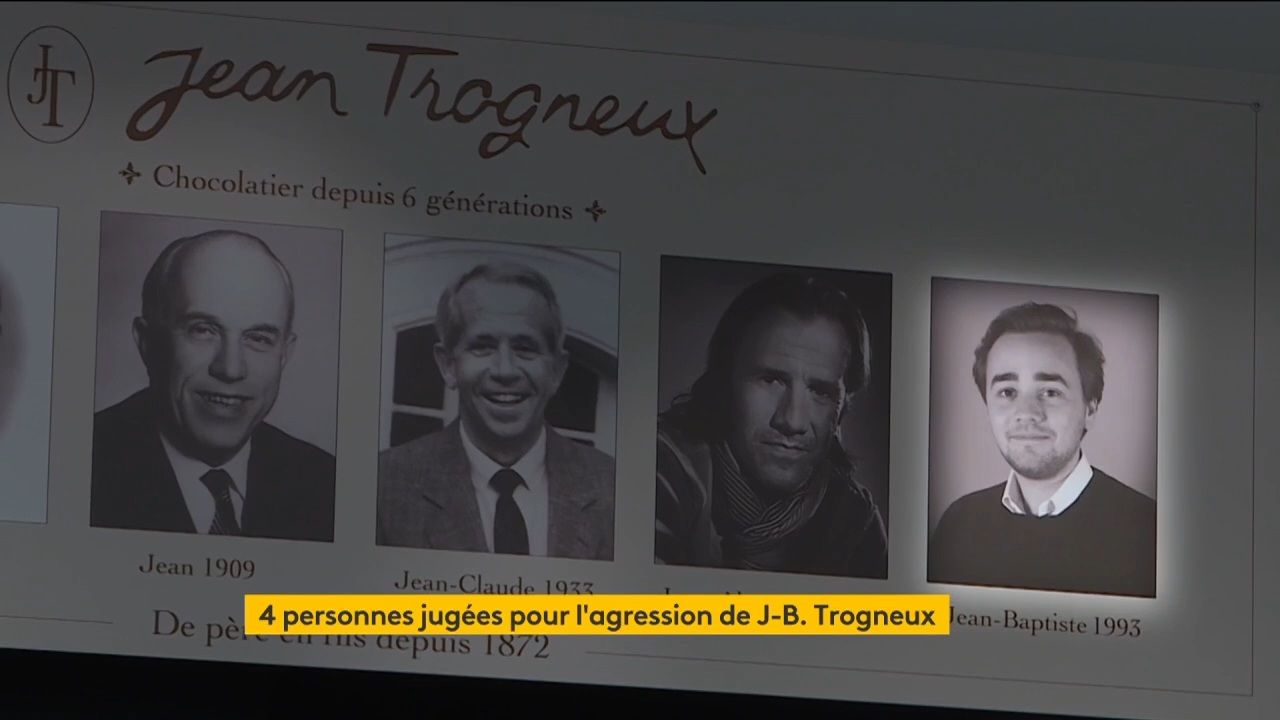 JT
Jean Trogneux
Chocolatier depuis 6 générations
Jean 1909
Jean-Claude 1933
Jean-Baptiste 1993
4 personnes jugées pour l'agression de J-B. Trogneux
De père en fils depuis 1872